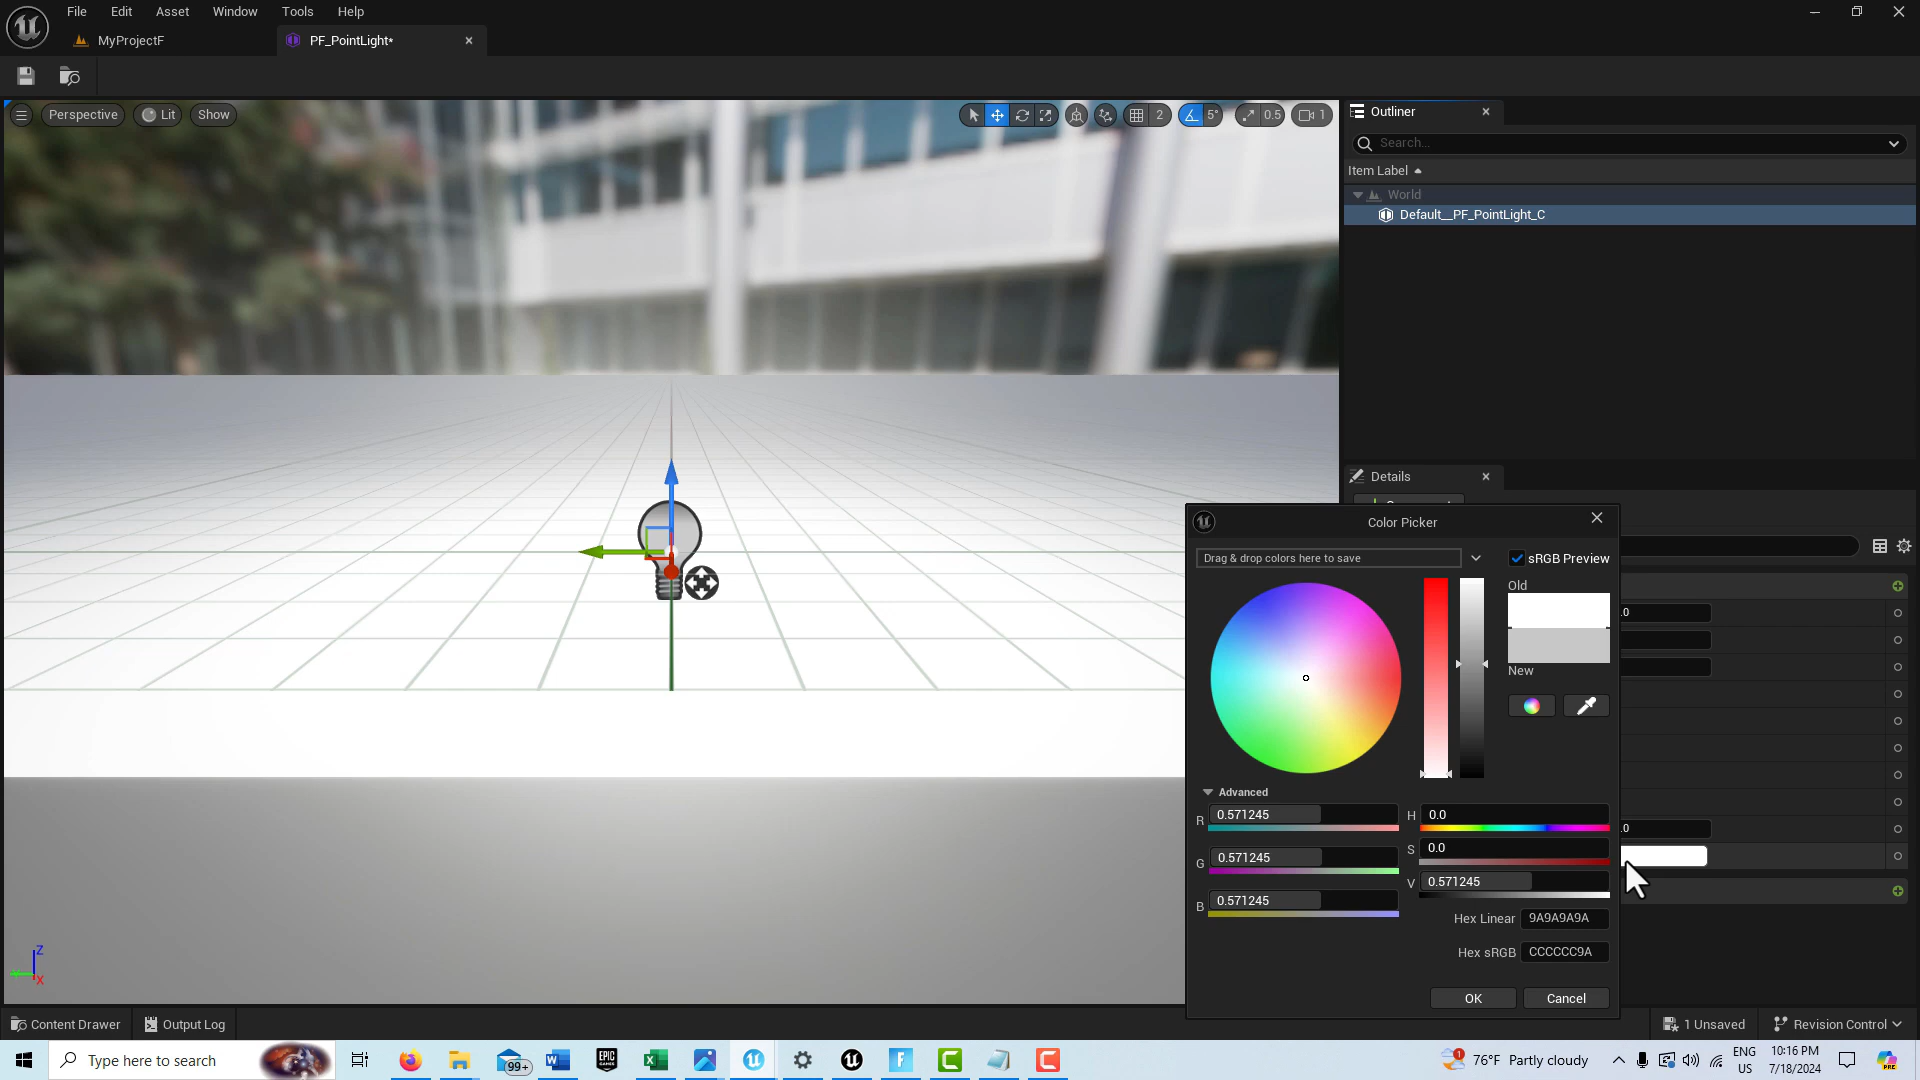 File Edit Asset Window Tools Help
MyProjectF
PF_PointLight*
Perspective Lit Show
2 5° 0.5 1
Outliner
Search...
Item Label
World
Default__PF_PointLight_C
Details
Color Picker
Drag & drop colors here to save
sRGB Preview
Old
New
Advanced
R 0.571245
H 0.0
G 0.571245
S 0.0
V 0.571245
B 0.571245
Hex Linear 9A9A9A9A
Hex sRGB CCCCCC9A
OK Cancel
Z
X
Content Drawer Output Log
1 Unsaved Revision Control
Type here to search
99+
EPIC GAMES
1
76°F Partly cloudy
ENG
US
10:16 PM
7/18/2024
PRE